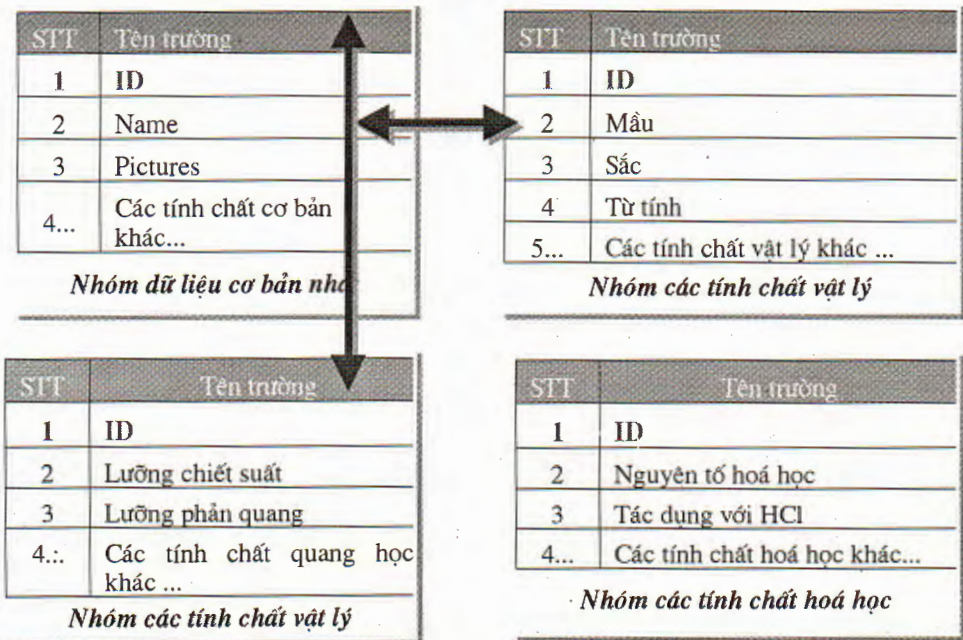 STT Tên trường
1 ID
2 Name
3 Pictures
4... Các tính chất cơ bản
khác...
Nhóm dữ liệu cơ bản
STT Tên trường
1 ID
2 Mầu
3 Sắc
4 Từ tính
5... Các tính chất vật lý khác ...
Nhóm các tính chất vật lý
STT Tên trường
1 ID
2 Lưỡng chiết suất
3 Lưỡng phản quang
4.:. Các tính chất quang học
khác ...
Nhóm các tính chất vật lý
STT Tên trường
1 ID
2 Nguyên tố hoá học
3 Tác dụng với HCl
4... Các tính chất hoá học khác...
Nhóm các tính chất hoá học